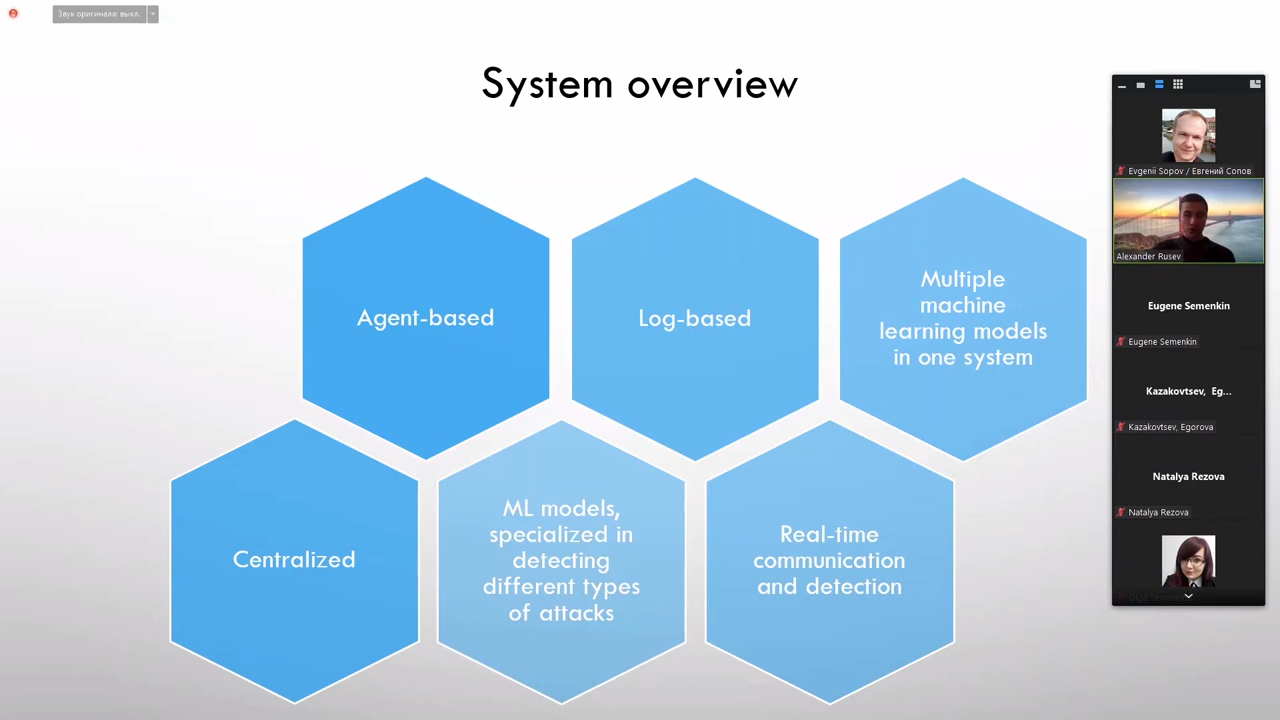 Звук оригинала: выкл.
System overview
Agent-based
Log-based
Multiple
machine
learning models
in one system
Centralized
ML models,
specialized in
detecting
different types
of attacks
Real-time
communication
and detection
Evgenii Sopov / Евгений Сопов
Alexander Rusev
Eugene Semenkin
Eugene Semenkin
Kazakovtsev, Eg...
Kazakovtsev, Egorova
Natalya Rezova
Natalya Rezova